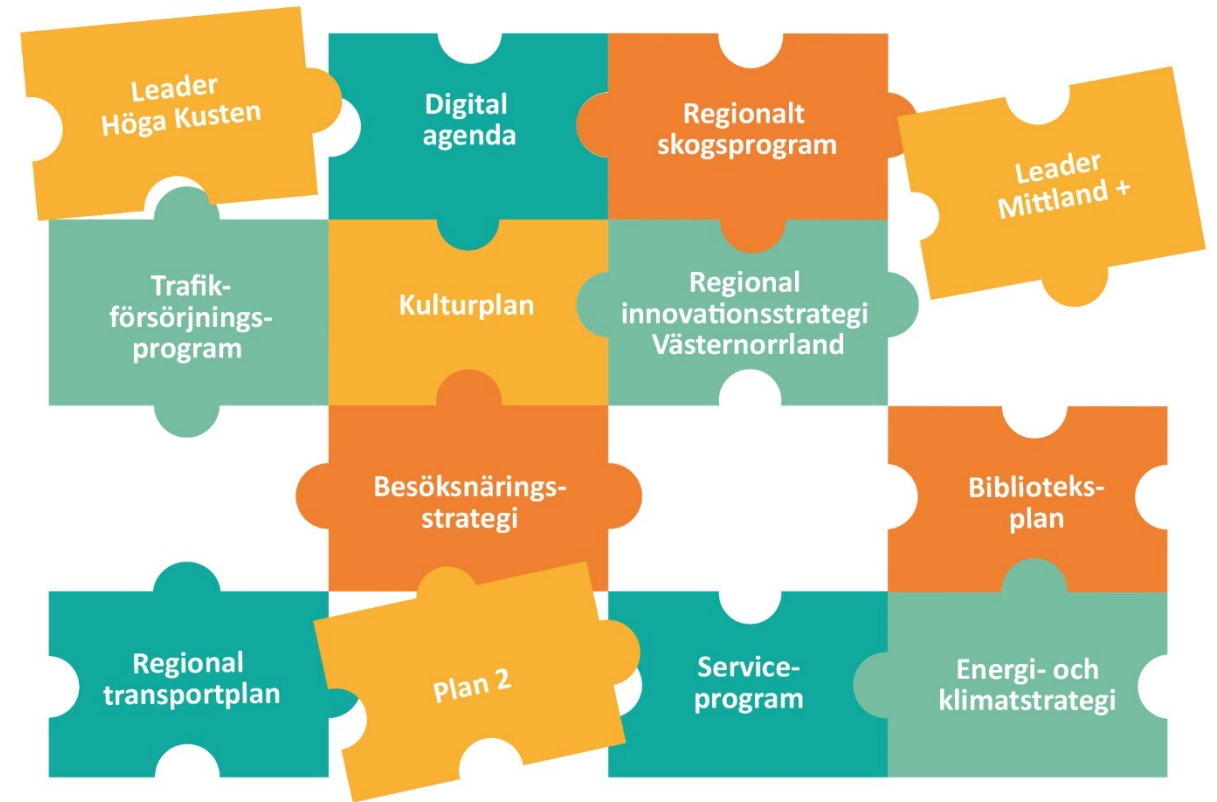 Leader
Höga Kusten
Digital
agenda
Regionalt
skogsprogram
Leader
Mittland +
Trafik-
försörjnings-
program
Kulturplan
Regional
innovationsstrategi
Västernorrland
Besöksnärings-
strategi
Biblioteks-
plan
Regional
transportplan
Plan 2
Service-
program
Energi- och
klimatstrategi